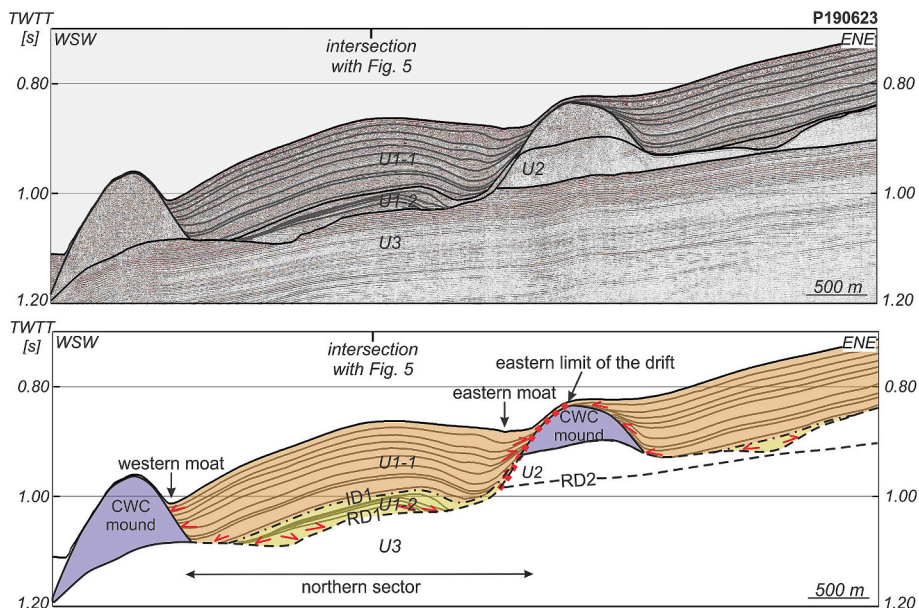 TWTT
[s]
WSW
intersection
with Fig. 5
P190623
ENE
0.80
0.80
U1-1
U2
1.00
1.00
U1-2
U3
500 m
1.20
1.20
TWTT
[s]
WSW
intersection
with Fig. 5
ENE
eastern limit of the drift
0.80
0.80
eastern moat
CWC
mound
western moat
U1-1
U2
RD2
1.00
1.00
ID1
U1-2
CWC
mound
RD1
U3
northern sector
500 m
1.20
1.20